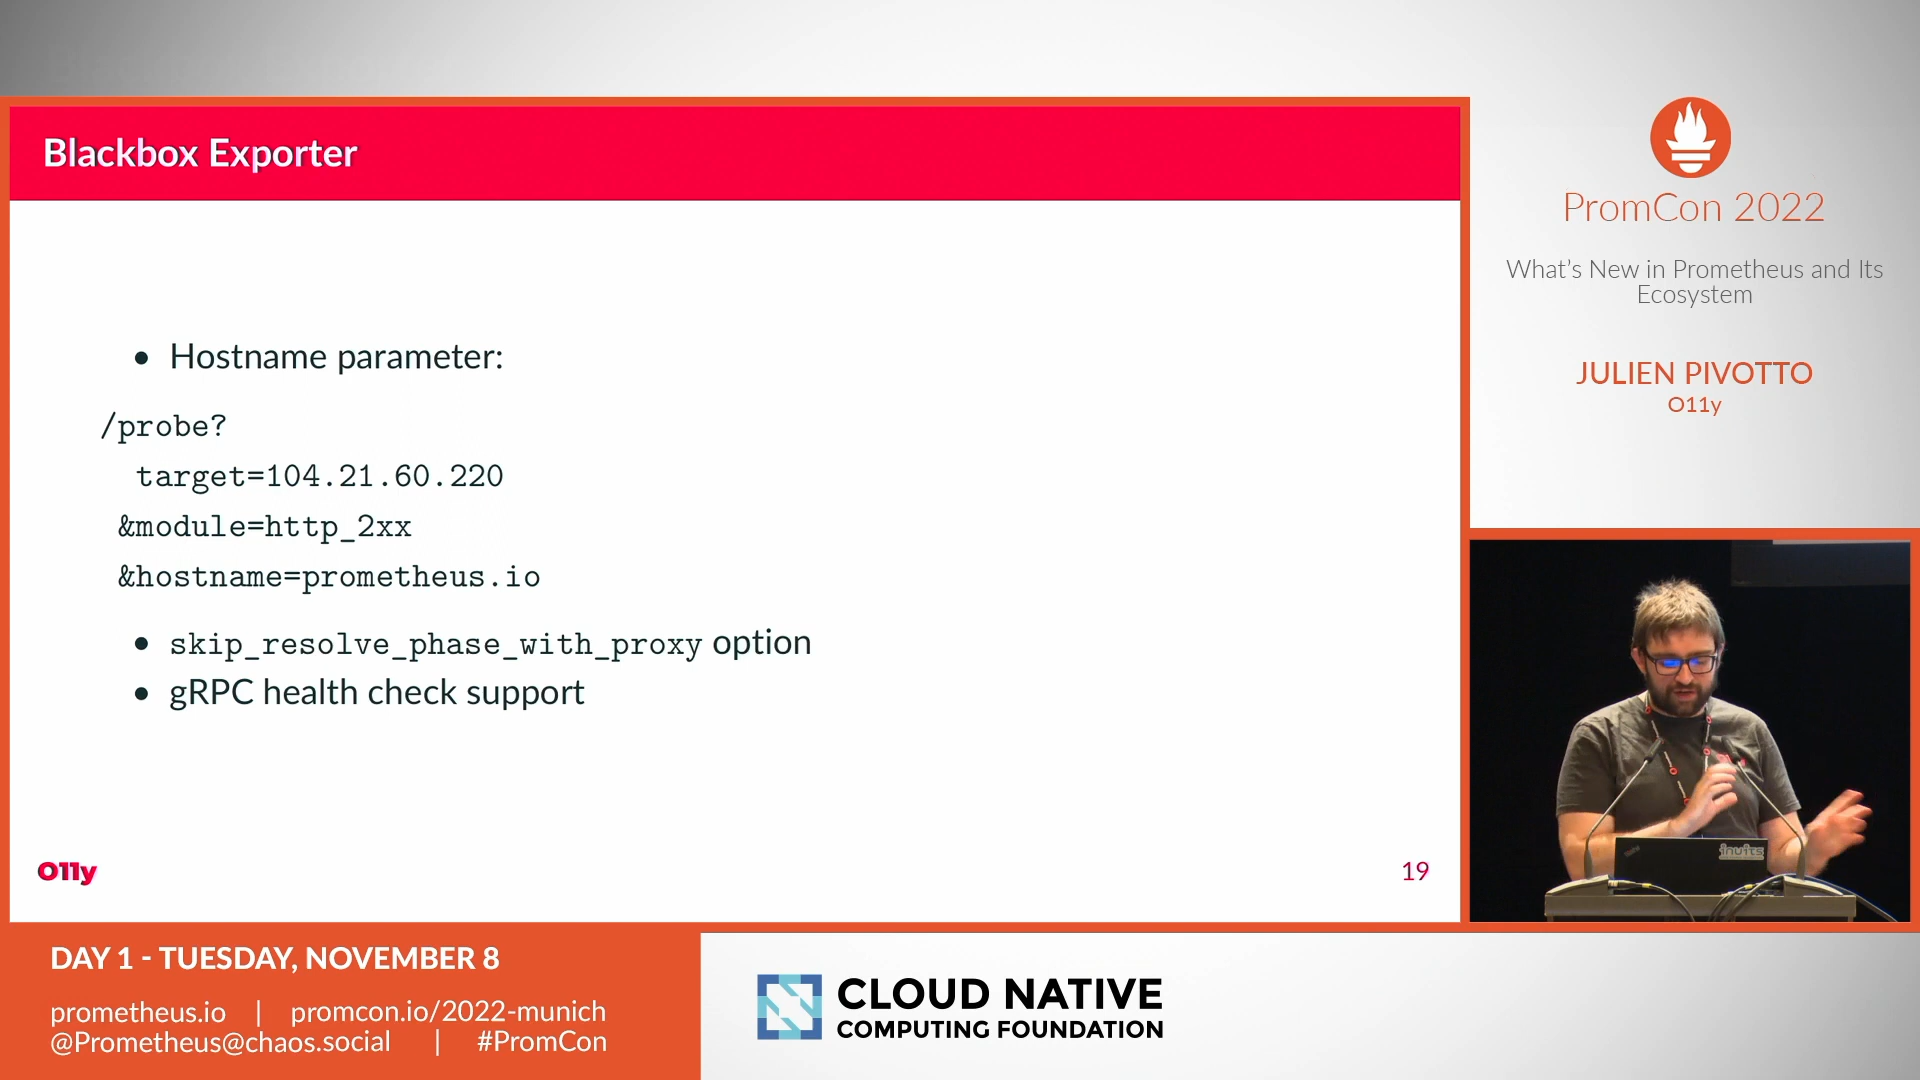 Blackbox Exporter
• Hostname parameter:
/probe?
target=104.21.60.220
&module=http_2xx
&hostname=prometheus.io
• skip_resolve_phase_with_proxy option
• gRPC health check support
O11y
19
PromCon 2022
What's New in Prometheus and Its
Ecosystem
JULIEN PIVOTTO
O11y
inuits
DAY 1 - TUESDAY, NOVEMBER 8
prometheus.io | promcon.io/2022-munich
@Prometheus@chaos.social | #PromCon
CLOUD NATIVE
COMPUTING FOUNDATION